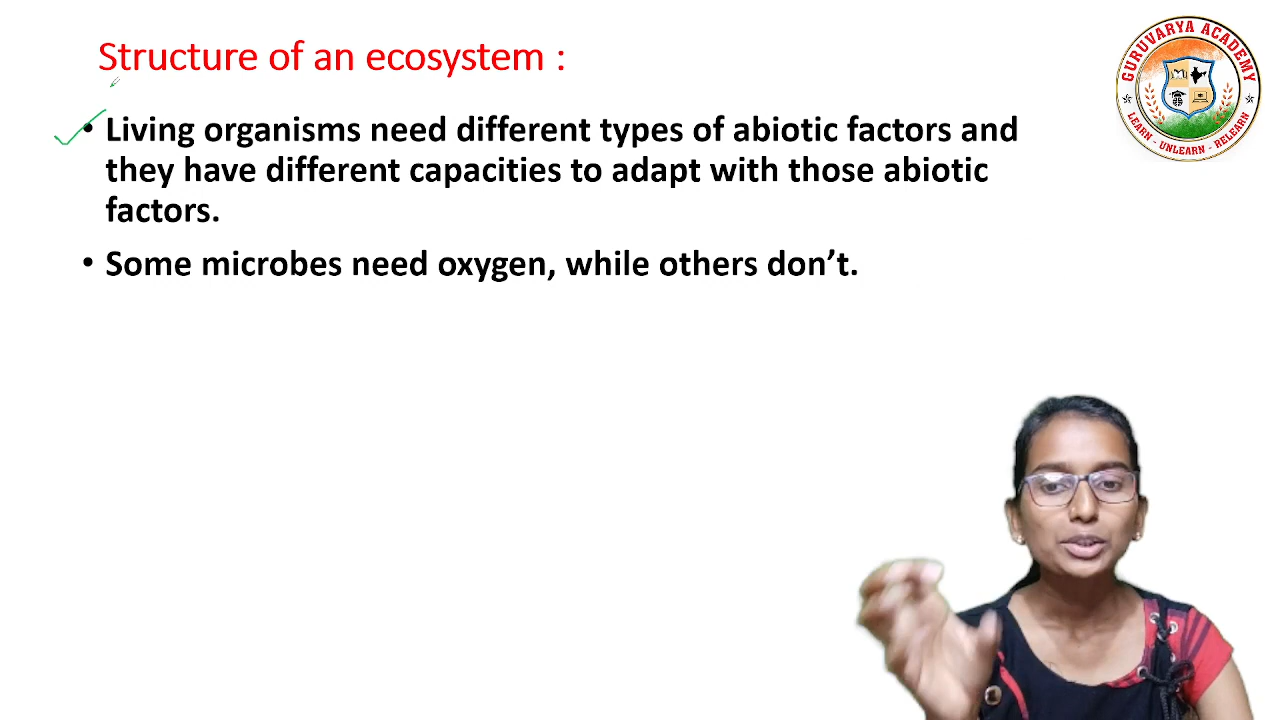 Structure of an ecosystem :
• Living organisms need different types of abiotic factors and
they have different capacities to adapt with those abiotic
factors.
• Some microbes need oxygen, while others don’t.
GURUVARYA ACADEMY
LEARN - UNLEARN - RELEARN